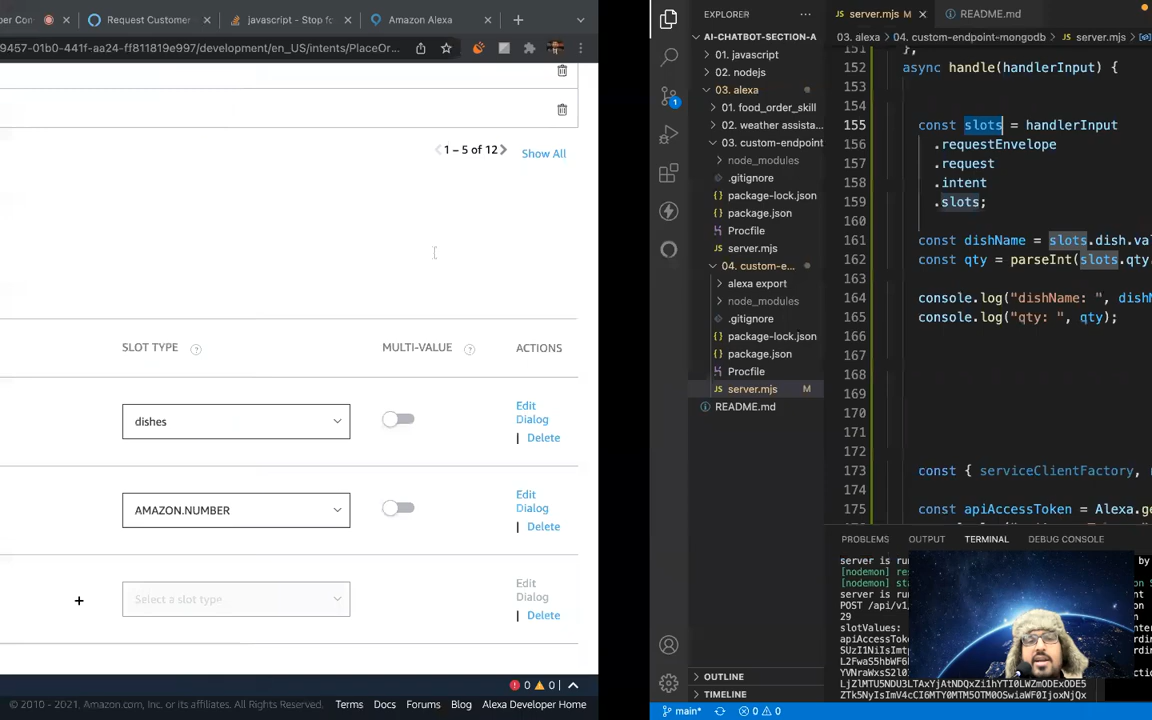 Request Customer
javascript - Stop fo
Amazon Alexa
9457-01b0-441f-aa24-ff811819e997/development/en_US/intents/PlaceOr...
1 – 5 of 12
Show All
SLOT TYPE
MULTI-VALUE
ACTIONS
dishes
Edit Dialog
| Delete
AMAZON.NUMBER
Edit Dialog
| Delete
Select a slot type
Edit Dialog
| Delete
0
0
© 2010 - 2021, Amazon.com, Inc. or its affiliates. All Rights Reserved.
Terms
Docs
Forums
Blog
Alexa Developer Home
EXPLORER
AI-CHATBOT-SECTION-A
01. javascript
02. nodejs
03. alexa
01. food_order_skill
02. weather assista...
03. custom-endpoint
node_modules
.gitignore
package-lock.json
package.json
Procfile
server.mjs
04. custom-e...
alexa export
node_modules
.gitignore
package-lock.json
package.json
Procfile
server.mjs M
README.md
OUTLINE
TIMELINE
main*
0
0
server.mjs M
README.md
03. alexa > 04. custom-endpoint-mongodb > server.mjs >
151 },
152 async handle(handlerInput) {
153
154
155 const slots = handlerInput
156 .requestEnvelope
157 .request
158 .intent
159 .slots;
160
161 const dishName = slots.dish.va
162 const qty = parseInt(slots.qty
163
164 console.log("dishName: ", dish
165 console.log("qty: ", qty);
166
167
168
169
170
171
172
173 const { serviceClientFactory,
174
175 const apiAccessToken = Alexa.ge
PROBLEMS
OUTPUT
TERMINAL
DEBUG CONSOLE
server is ru
[nodemon] re
[nodemon] sta
server is ru
POST /api/v1
29
slotValues:
apiAccessTok